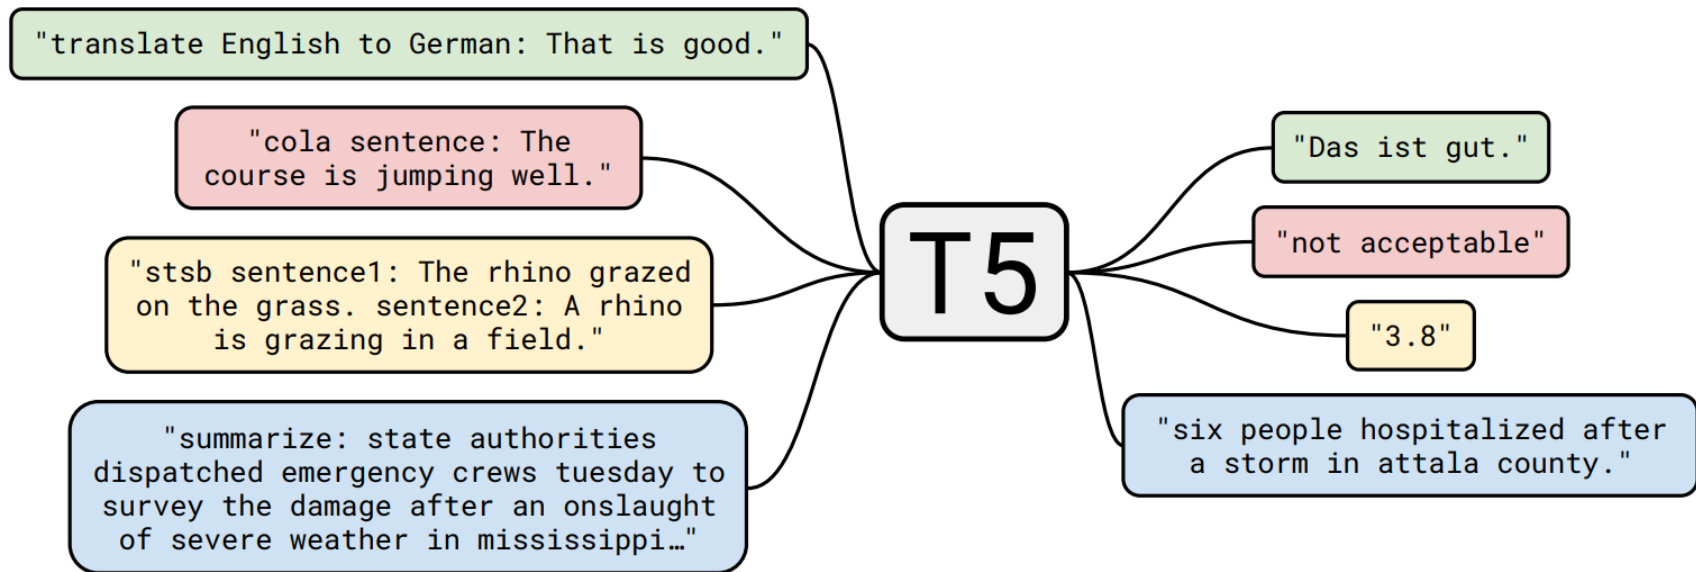 "translate English to German: That is good."
"cola sentence: The
course is jumping well."
"stsb sentence1: The rhino grazed
on the grass. sentence2: A rhino
is grazing in a field."
"summarize: state authorities
dispatched emergency crews tuesday to
survey the damage after an onslaught
of severe weather in mississippi…"
T5
"Das ist gut."
"not acceptable"
"3.8"
"six people hospitalized after
a storm in attala county."